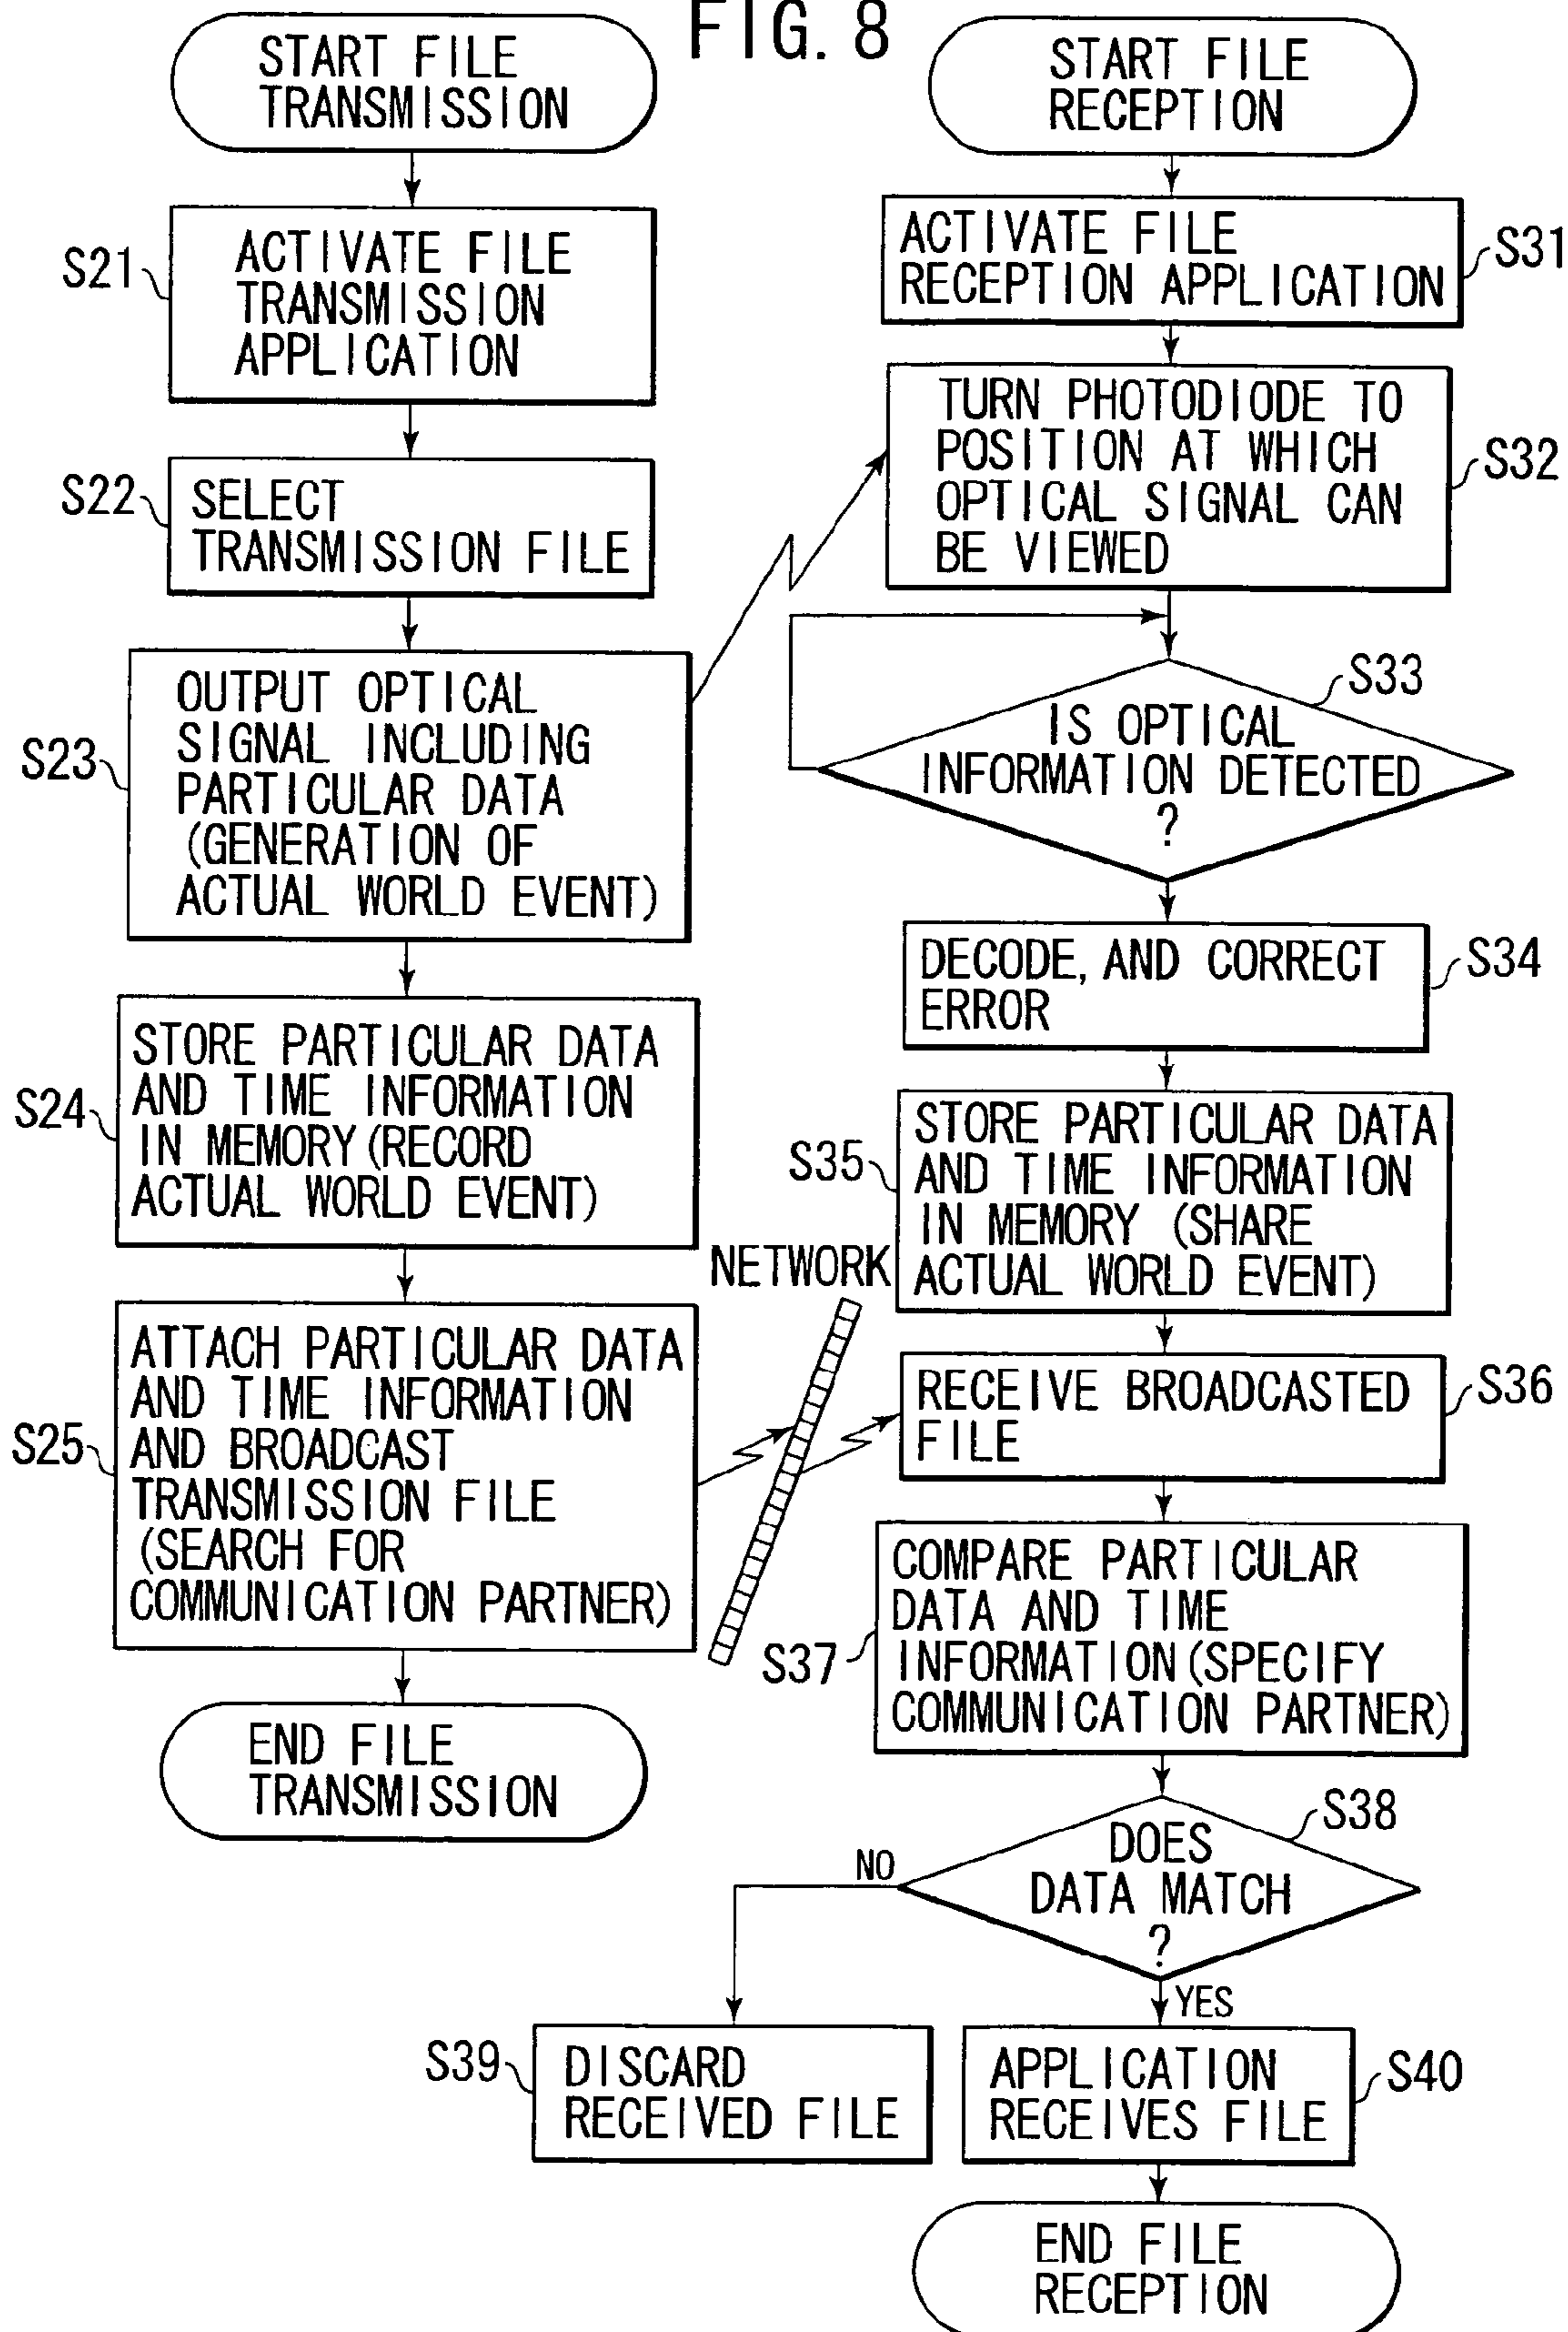 FIG. 8
START FILE
TRANSMISSION
S21
ACTIVATE FILE
TRANSMISSION
APPLICATION
S22
SELECT
TRANSMISSION FILE
S23
OUTPUT OPTICAL
SIGNAL INCLUDING
PARTICULAR DATA
(GENERATION OF
ACTUAL WORLD EVENT)
S24
STORE PARTICULAR DATA
AND TIME INFORMATION
IN MEMORY (RECORD
ACTUAL WORLD EVENT)
S25
ATTACH PARTICULAR DATA
AND TIME INFORMATION
AND BROADCAST
TRANSMISSION FILE
(SEARCH FOR
COMMUNICATION PARTNER)
END FILE
TRANSMISSION
NETWORK
START FILE
RECEPTION
ACTIVATE FILE
RECEPTION APPLICATION
S31
TURN PHOTODIODE TO
POSITION AT WHICH
OPTICAL SIGNAL CAN
BE VIEWED
S32
S33
IS OPTICAL
INFORMATION DETECTED
?
DECODE, AND CORRECT
ERROR
S34
S35
STORE PARTICULAR DATA
AND TIME INFORMATION
IN MEMORY (SHARE
ACTUAL WORLD EVENT)
RECEIVE BROADCASTED
FILE
S36
S37
COMPARE PARTICULAR
DATA AND TIME
INFORMATION (SPECIFY
COMMUNICATION PARTNER)
S38
DOES
DATA MATCH
?
NO
YES
S39
DISCARD
RECEIVED FILE
APPLICATION
RECEIVES FILE
S40
END FILE
RECEPTION